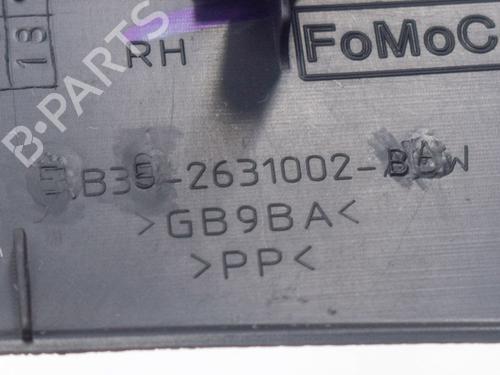 18
RH
FoMoC
B-PARTS
-2631002-
>GB9BA<
>PP<